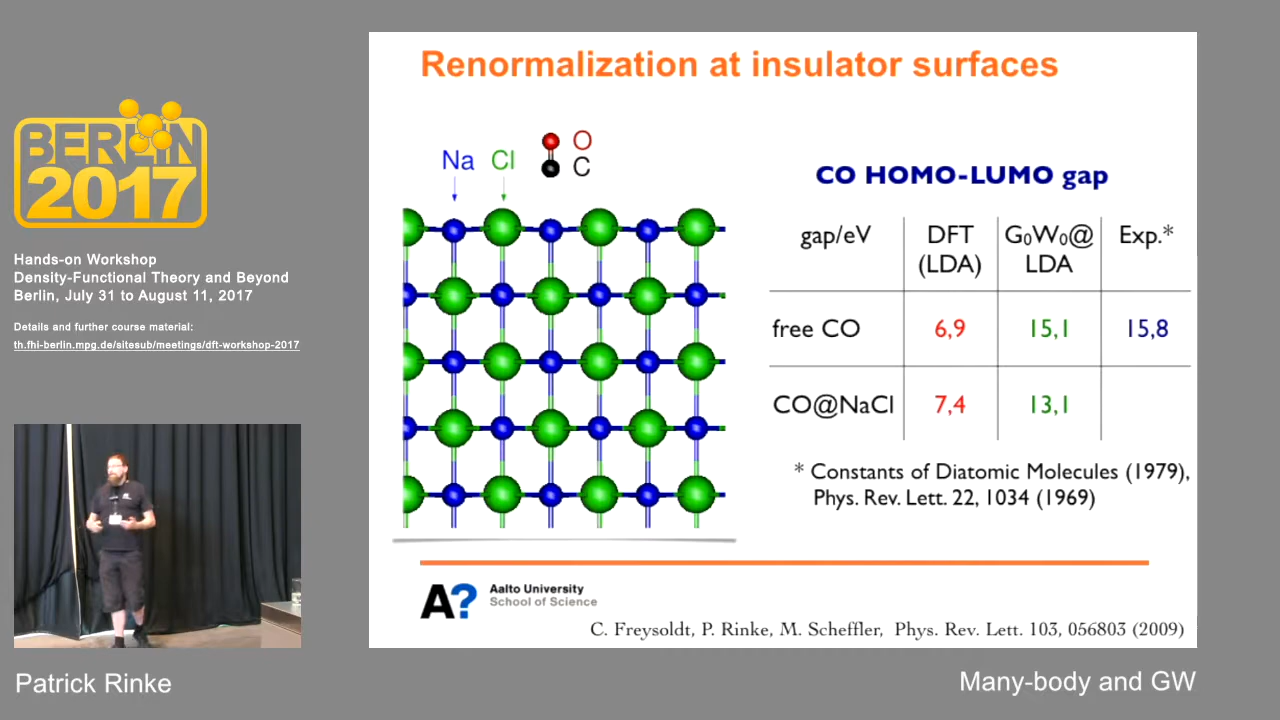 BERLIN
2017
Hands-on Workshop
Density-Functional Theory and Beyond
Berlin, July 31 to August 11, 2017
Details and further course material:
th.fhi-berlin.mpg.de/sitesub/meetings/dft-workshop-2017
Patrick Rinke
Renormalization at insulator surfaces
Na Cl O
C
CO HOMO-LUMO gap
gap/eV DFT (LDA) G₀W₀@LDA Exp.*
free CO 6,9 15,1 15,8
CO@NaCl 7,4 13,1
* Constants of Diatomic Molecules (1979),
Phys. Rev. Lett. 22, 1034 (1969)
A? Aalto University
School of Science
C. Freysoldt, P. Rinke, M. Scheffler, Phys. Rev. Lett. 103, 056803 (2009)
Many-body and GW